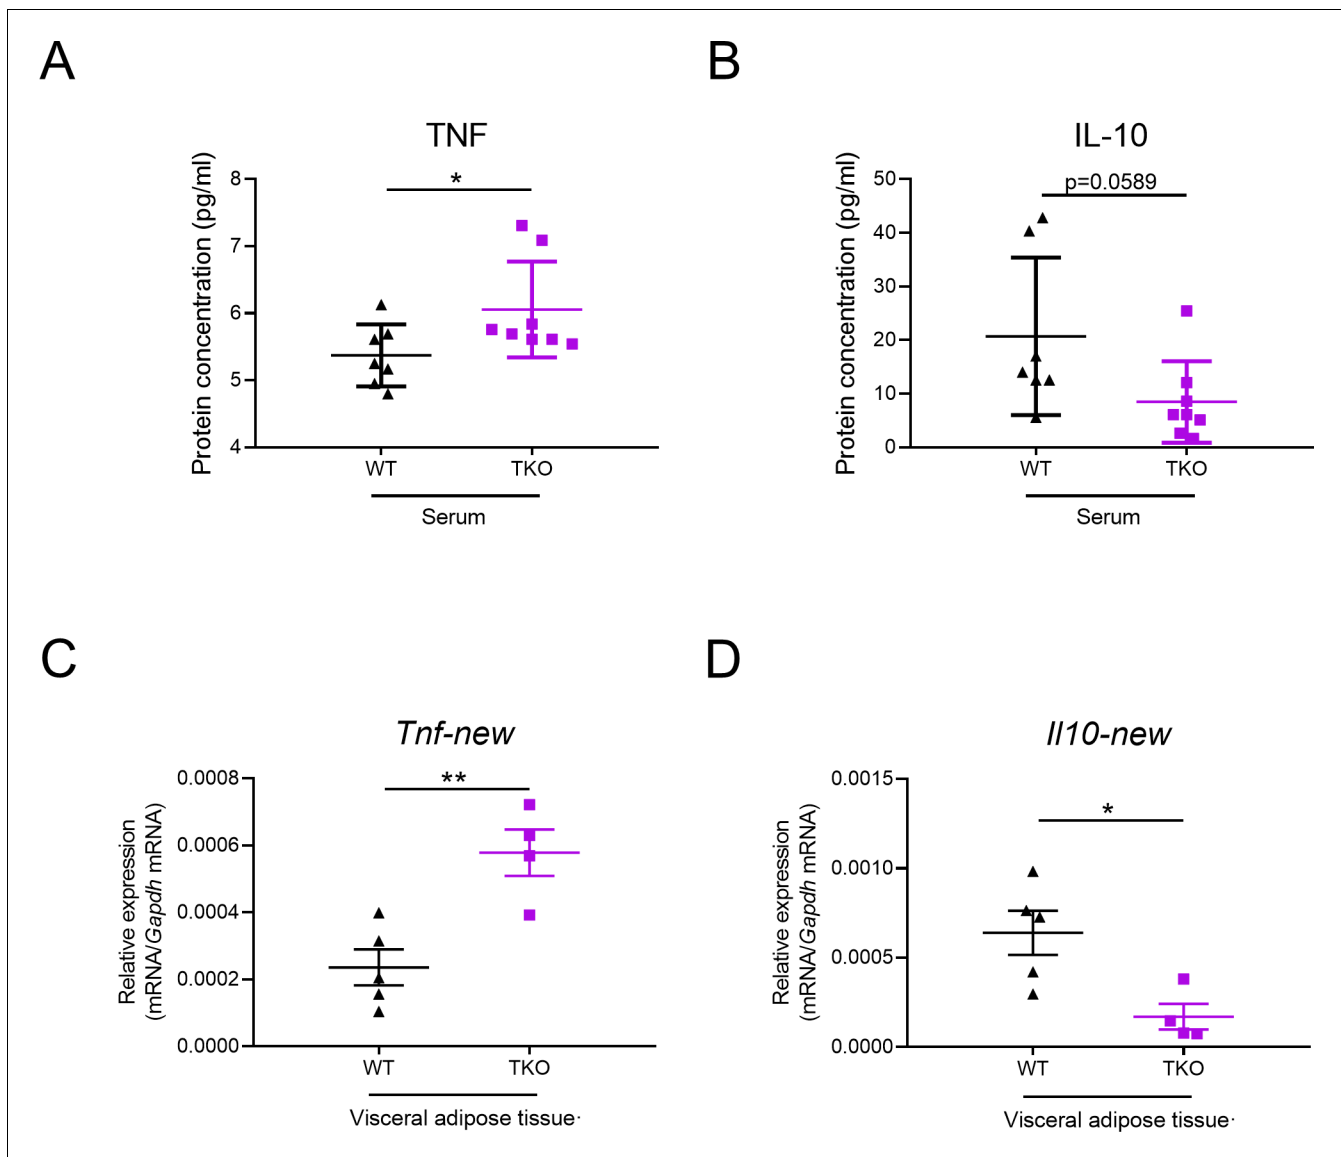 A
TNF
*
Protein concentration (pg/ml)
8
7
6
5
4
WT TKO
Serum
B
IL-10
p=0.0589
Protein concentration (pg/ml)
50
40
30
20
10
0
WT TKO
Serum
C
Tnf-new
**
Relative expression
(mRNA/Gapdh mRNA)
0.0008
0.0006
0.0004
0.0002
0.0000
WT TKO
Visceral adipose tissue·
D
Il10-new
*
Relative expression
(mRNA/Gapdh mRNA)
0.0015
0.0010
0.0005
0.0000
WT TKO
Visceral adipose tissue·